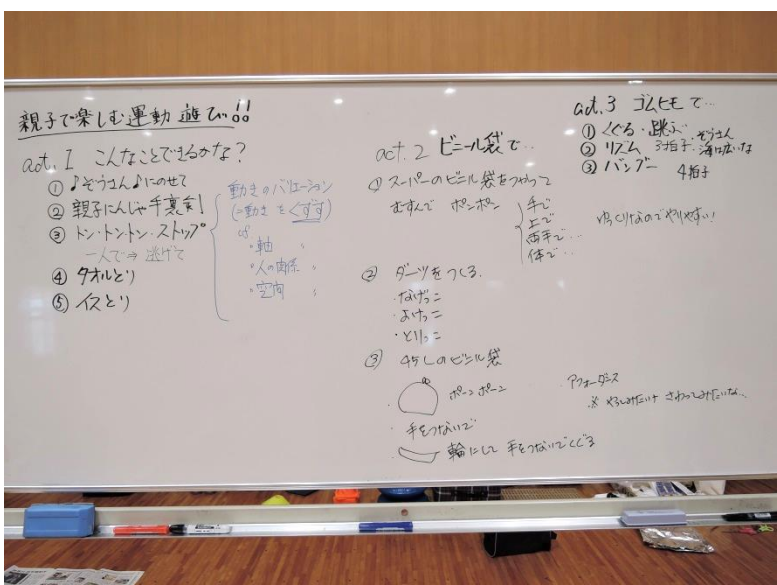 親子で楽しむ運動遊び!!
act. 1 こんなことできるかな?
① ♪ぞうさん♪にのせて
② 親子にんじゃ手裏剣
③ トン・トントン・ストップ
一人で⇒逃げて
④ タオルとり
⑤ イスとり
動きのバリエーション
(=動きをくずす)
of
"軸 〃
"人の関係 〃
"空間 〃
act. 2 ビニール袋で…
① スーパーのビニール袋をつかって
むすんで ポンポン
手で
上で
両手で…
体で…
② ダーツをつくる.
・なげっこ
・よけっこ
・とりっこ
③ 45Lのビニル袋
ポーンポーン
・手をつないで
輪にして 手をつないでくぐる
act. 3 ゴムヒモで…
① くぐる・跳ぶ
② リズム 3拍子 ・ぞうさん ・海は広いな
③ バンブー 4拍子
ゆっくりなのでやりやすい!
・アフォーダンス
※ やってみたいナ さわってみたいな…